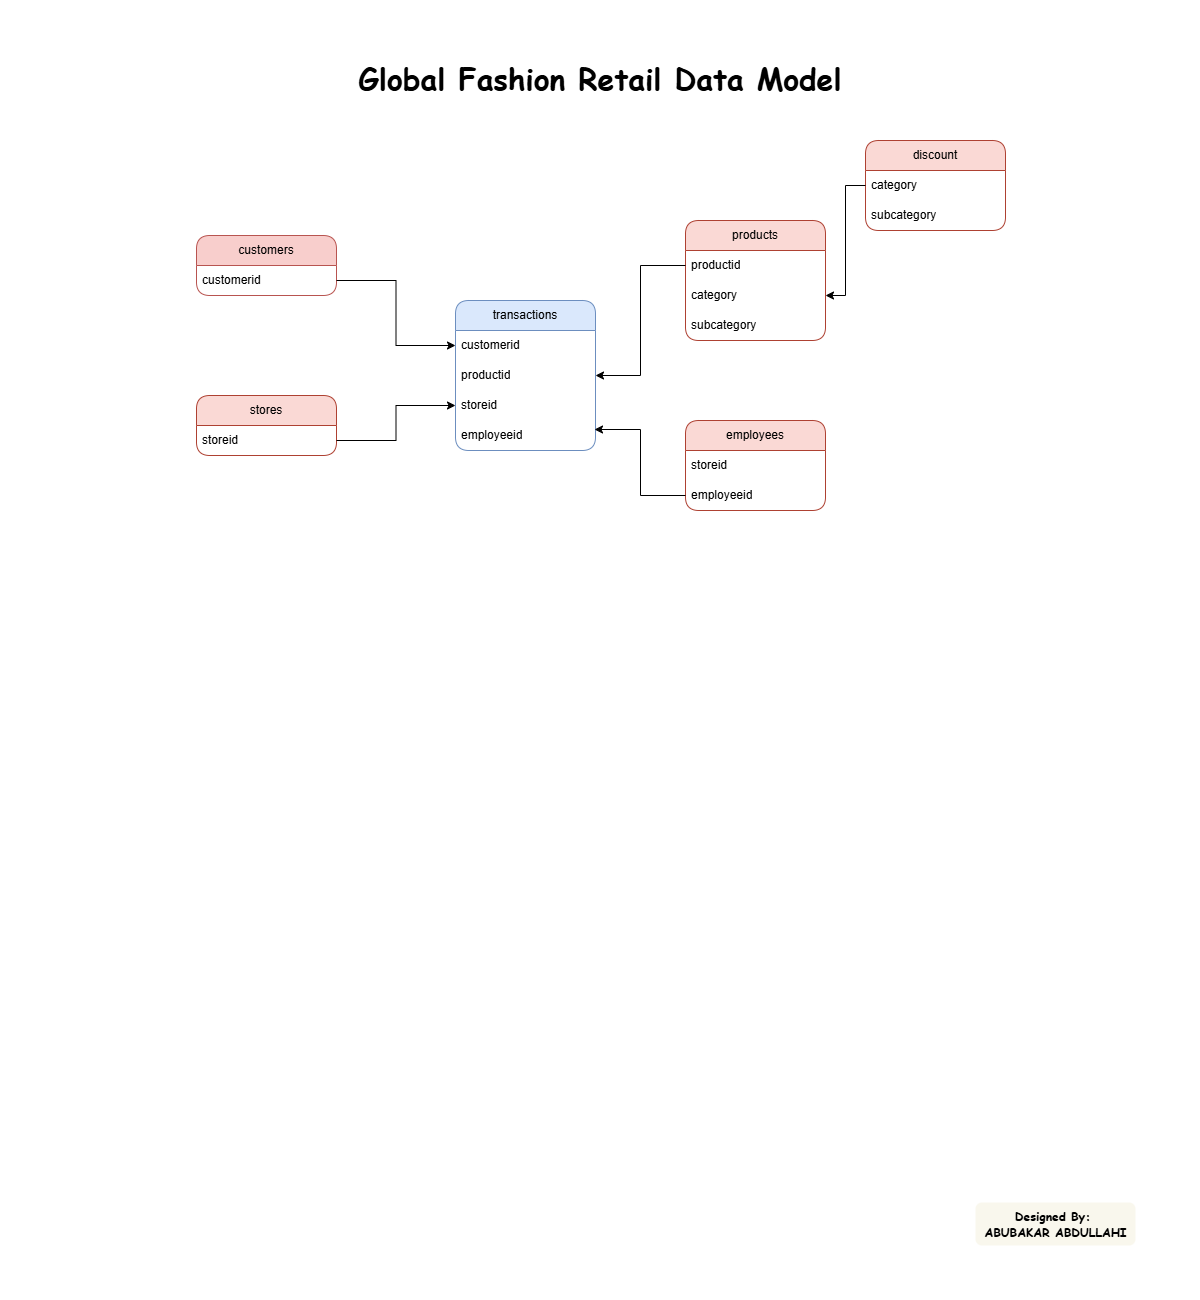 Global Fashion Retail Data Model
discount
category
subcategory
products
productid
category
subcategory
customers
customerid
transactions
customerid
productid
storeid
employeeid
stores
storeid
employees
storeid
employeeid
Designed By:
ABUBAKAR ABDULLAHI